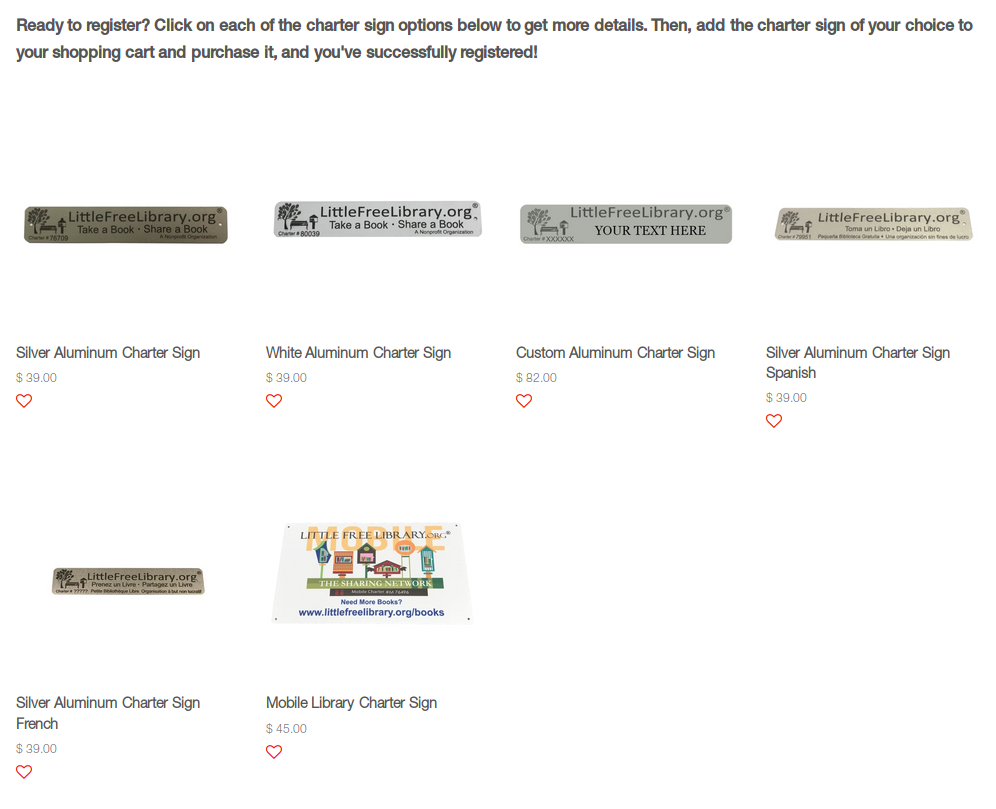 Ready to register? Click on each of the charter sign options below to get more details. Then, add the charter sign of your choice to
your shopping cart and purchase it, and you've successfully registered!
LittleFreeLibrary.org®
Take a Book · Share a Book
Charter # 78709
A Nonprofit Organization
LittleFreeLibrary.org®
Take a Book · Share a Book
Charter # 80039
A Nonprofit Organization
LittleFreeLibrary.org®
YOUR TEXT HERE
Charter # XXXXXX
LittleFreeLibrary.org®
Toma un Libro • Deja un Libro
Charter # 79951 Pequeña Biblioteca Gratuita • Una organización sin fines de lucro
Silver Aluminum Charter Sign
$ 39.00
White Aluminum Charter Sign
$ 39.00
Custom Aluminum Charter Sign
$ 82.00
Silver Aluminum Charter Sign
Spanish
$ 39.00
LittleFreeLibrary.org®
Prenez un Livre · Partagez un Livre
Charter # 77777 Petite Bibliothèque Libre Organisation à but non lucratif
MOBILE
LITTLE FREE LIBRARY.ORG®
THE SHARING NETWORK
Mobile Charter #M 76496
Need More Books?
www.littlefreelibrary.org/books
Silver Aluminum Charter Sign
French
$ 39.00
Mobile Library Charter Sign
$ 45.00